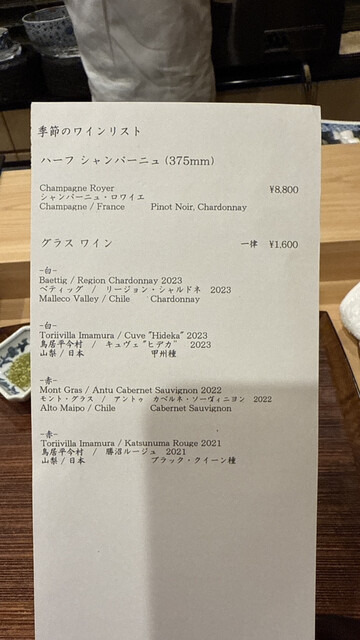 季節のワインリスト
ハーフ シャンパーニュ (375mm)
Champagne Royer ¥8.800
シャンパーニュ・ロワイエ
Champagne / France Pinot Noir, Chardonnay
グラス ワイン 一律 ¥1.600
-白-
Baettig / Region Chardonnay 2023
ベティッグ / リージョン・シャルドネ 2023
Malleco Valley / Chile Chardonnay
-白-
Toriivilla Imamura / Cuve "Hideka" 2023
鳥居平今村 / キュヴェ "ヒデカ" 2023
山梨 / 日本 甲州種
-赤-
Mont Gras / Antu Cabernet Sauvignon 2022
モント・グラス / アントゥ カベルネ・ソーヴィニヨン 2022
Alto Maipo / Chile Cabernet Sauvignon
-赤-
Toriivilla Imamura / Katsunuma Rouge 2021
鳥居平今村 / 勝沼ルージュ 2021
山梨 / 日本 ブラック・クイーン種